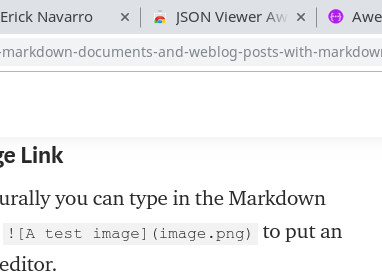 Erick Navarro × JSON Viewer Aw × Awe
-markdown-documents-and-weblog-posts-with-markdow
ge Link
urally you can type in the Markdown
![A test image](image.png) to put an
editor.